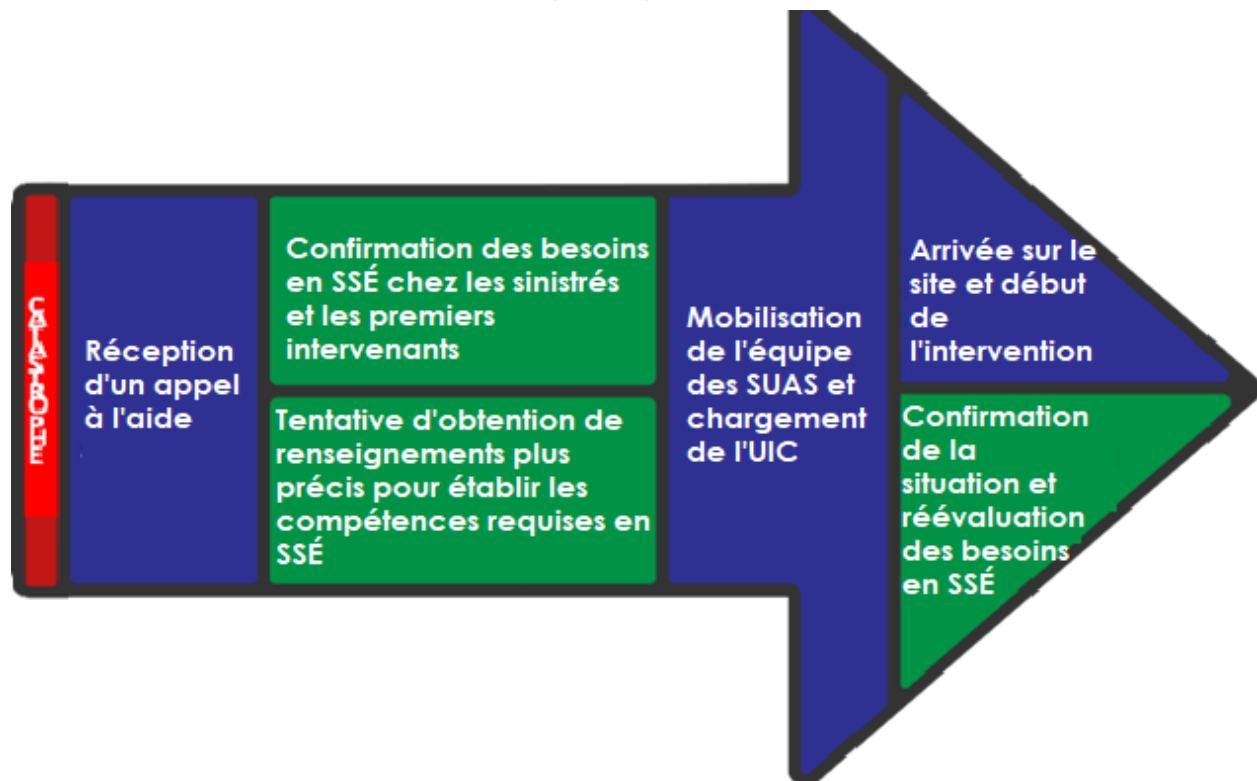 CATASTROPHE
Réception
d'un appel
à l'aide
Confirmation des besoins
en SSÉ chez les sinistrés
et les premiers
intervenants
Tentative d'obtention de
renseignements plus
précis pour établir les
compétences requises en
SSÉ
Mobilisation
de l'équipe
des SUAS et
chargement
de l'UIC
Arrivée sur le
site et début
de
l'intervention
Confirmation
de la
situation et
réévaluation
des besoins
en SSÉ